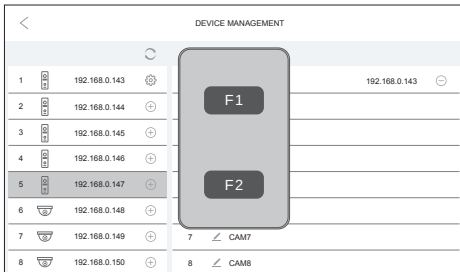 DEVICE MANAGEMENT
1 192.168.0.143 192.168.0.143
2 192.168.0.144
3 192.168.0.145
4 192.168.0.146
5 192.168.0.147
6 192.168.0.148
7 192.168.0.149 7 CAM7
8 192.168.0.150 8 CAM8
F1
F2